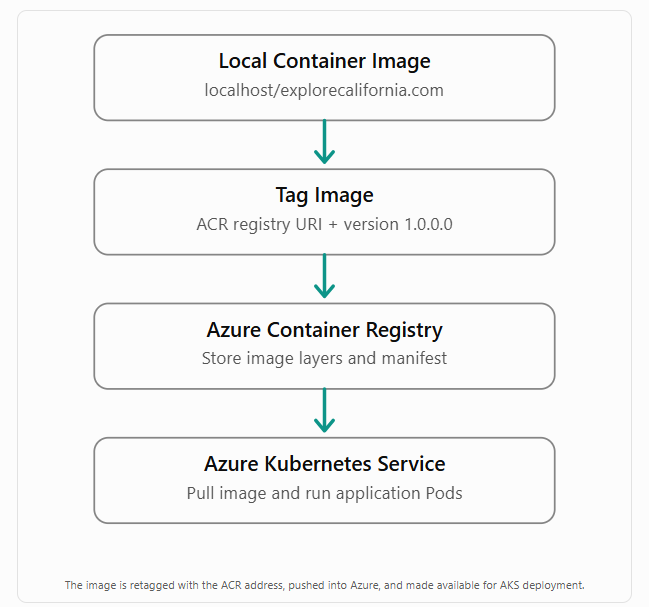 Local Container Image
localhost/explorecalifornia.com
Tag Image
ACR registry URI + version 1.0.0.0
Azure Container Registry
Store image layers and manifest
Azure Kubernetes Service
Pull image and run application Pods
The image is retagged with the ACR address, pushed into Azure, and made available for AKS deployment.